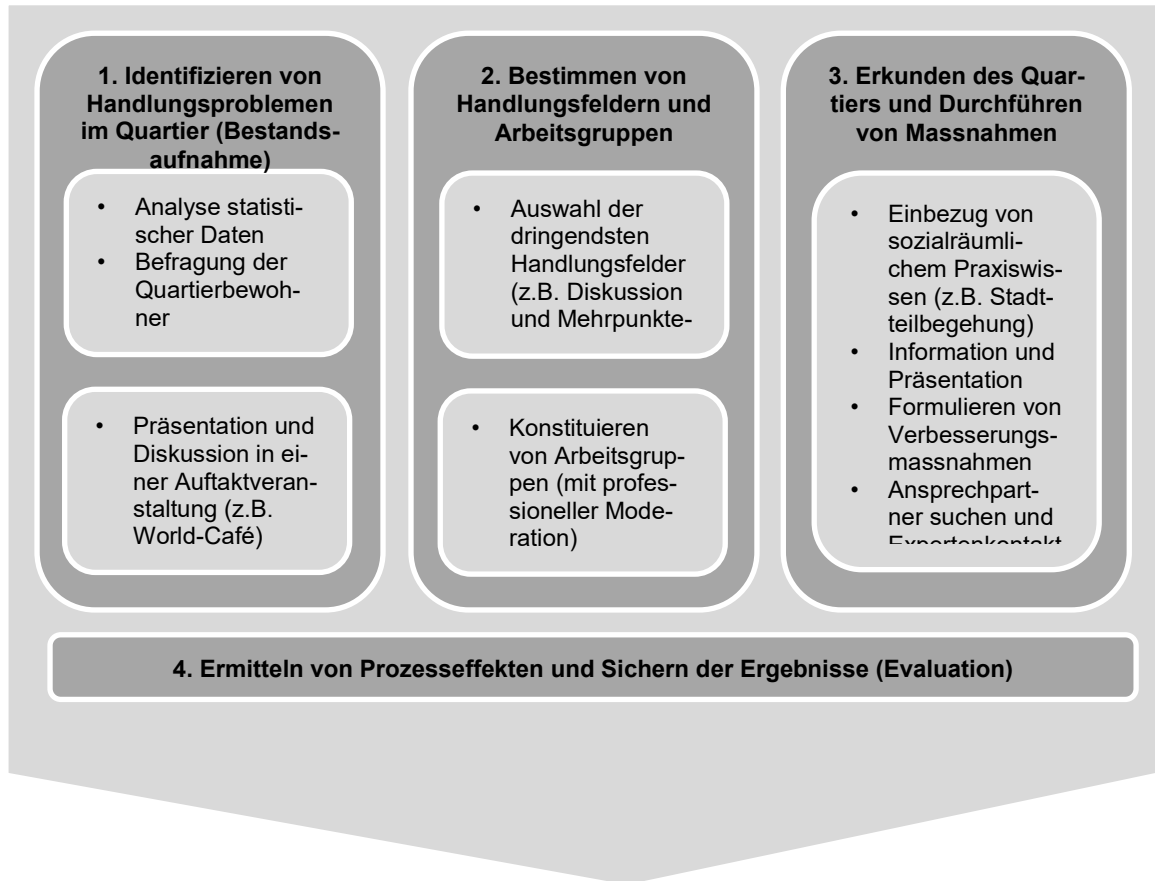 1. Identifizieren von
Handlungsproblemen
im Quartier (Bestands-
aufnahme)
• Analyse statisti-
scher Daten
• Befragung der
Quartierbewoh-
ner
• Präsentation und
Diskussion in ei-
ner Auftaktveran-
staltung (z.B.
World-Café)
2. Bestimmen von
Handlungsfeldern und
Arbeitsgruppen
• Auswahl der
dringendsten
Handlungsfelder
(z.B. Diskussion
und Mehrpunkte-
• Konstituieren
von Arbeitsgrup-
pen (mit profes-
sioneller Mode-
ration)
3. Erkunden des Quar-
tiers und Durchführen
von Massnahmen
• Einbezug von
sozialräumli-
chem Praxiswis-
sen (z.B. Stadt-
teilbegehung)
• Information und
Präsentation
• Formulieren von
Verbesserungs-
massnahmen
• Ansprechpart-
ner suchen und
Expertenkontakt
4. Ermitteln von Prozesseffekten und Sichern der Ergebnisse (Evaluation)